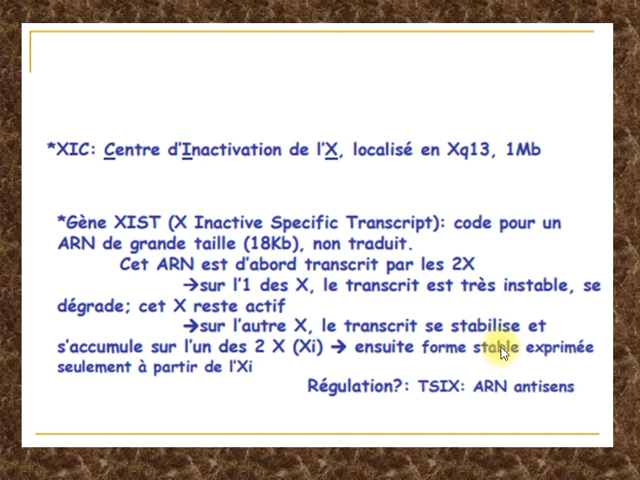 *XIC: Centre d'Inactivation de l'X, localisé en Xq13, 1Mb
*Gène XIST (X Inactive Specific Transcript): code pour un
ARN de grande taille (18Kb), non traduit.
Cet ARN est d'abord transcrit par les 2X
→sur l'1 des X, le transcrit est très instable, se
dégrade; cet X reste actif
→sur l'autre X, le transcrit se stabilise et
s'accumule sur l'un des 2 X (Xi) → ensuite forme stable exprimée
seulement à partir de l'Xi
Régulation?: TSIX: ARN antisens